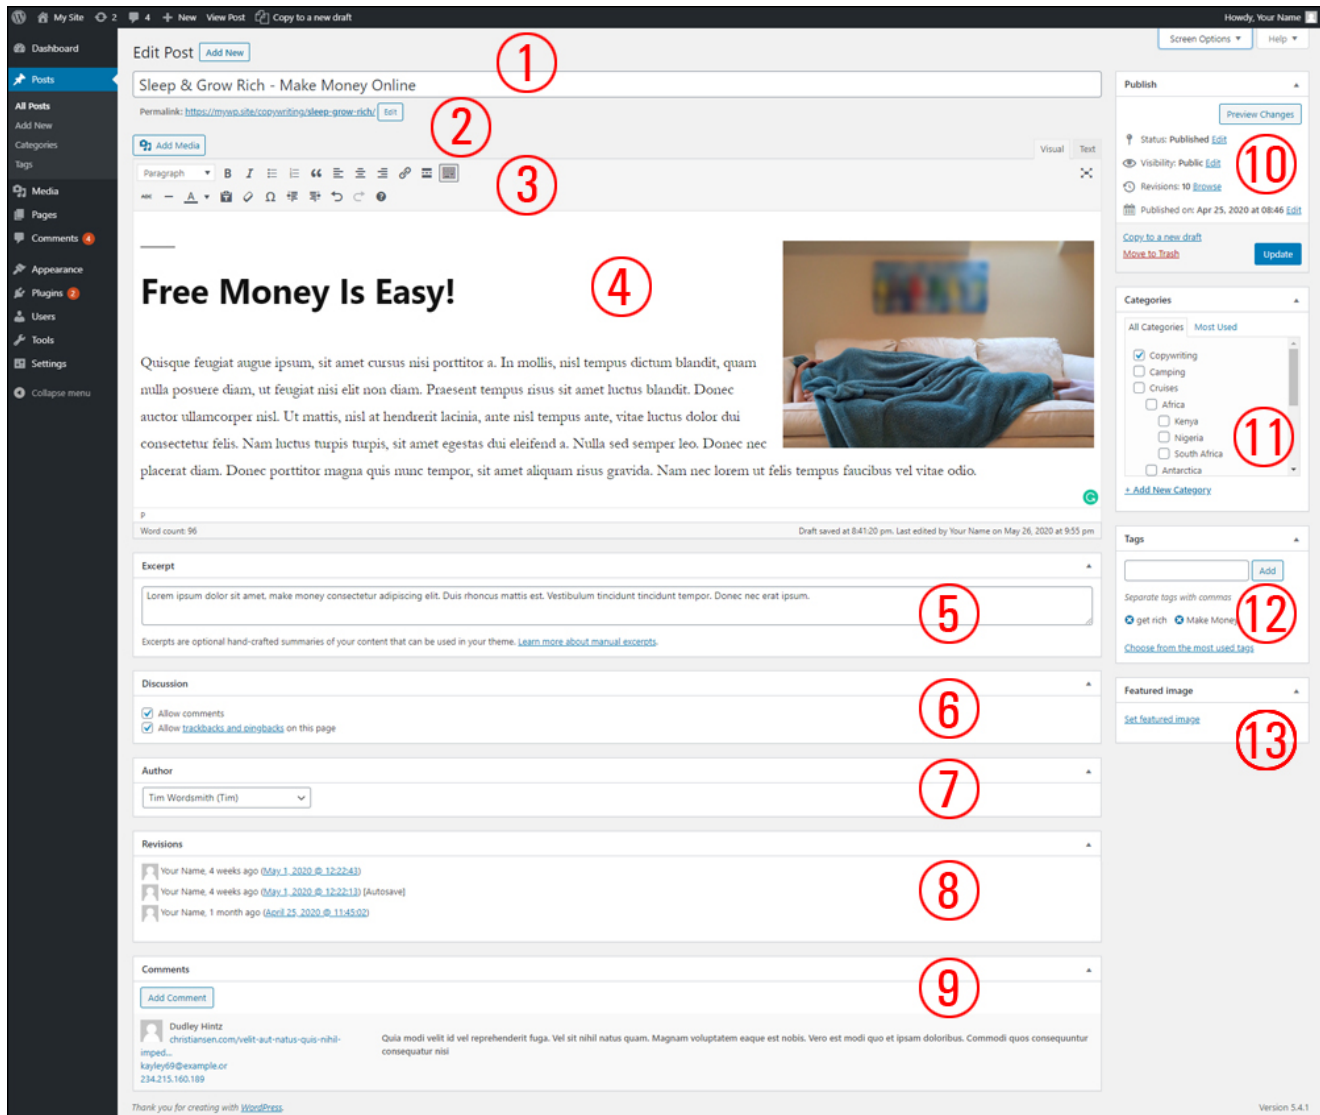 My Site 2 4 New View Post Copy to a new draft Howdy, Your Name
Screen Options ▼ Help ▼
Dashboard
Posts
All Posts
Add New
Categories
Tags
Media
Pages
Comments 4
Appearance
Plugins 2
Users
Tools
Settings
Collapse menu
Edit Post Add New
1
Sleep & Grow Rich - Make Money Online
Permalink: https://mywp.site/copywriting/sleep-grow-rich/ Edit
2
Add Media
Visual Text
Paragraph
3
ABC
4
Free Money Is Easy!
Quisque feugiat augue ipsum, sit amet cursus nisi porttitor a. In mollis, nisl tempus dictum blandit, quam
nulla posuere diam, ut feugiat nisi elit non diam. Praesent tempus risus sit amet luctus blandit. Donec
auctor ullamcorper nisl. Ut mattis, nisl at hendrerit lacinia, ante nisl tempus ante, vitae luctus dolor dui
consectetur felis. Nam luctus turpis turpis, sit amet egestas dui eleifend a. Nulla sed semper leo. Donec nec
placerat diam. Donec porttitor magna quis nunc tempor, sit amet aliquam risus gravida. Nam nec lorem ut felis tempus faucibus vel vitae odio.
P
Word count: 96 Draft saved at 8:41:20 pm. Last edited by Your Name on May 26, 2020 at 9:55 pm
Excerpt
Lorem ipsum dolor sit amet, make money consectetur adipiscing elit. Duis rhoncus mattis est. Vestibulum tincidunt tincidunt tempor. Donec nec erat ipsum.
5
Excerpts are optional hand-crafted summaries of your content that can be used in your theme. Learn more about manual excerpts.
Discussion
6
Allow comments
Allow trackbacks and pingbacks on this page
Author
7
Tim Wordsmith (Tim)
Revisions
8
Your Name, 4 weeks ago (May 1, 2020 @ 12:22:43)
Your Name, 4 weeks ago (May 1, 2020 @ 12:22:13) [Autosave]
Your Name, 1 month ago (April 25, 2020 @ 11:45:02)
Comments
9
Add Comment
Dudley Hintz
christiansen.com/velit-aut-natus-quis-nihil-
imped...
kayley69@example.or
234.215.160.189
Quia modi velit id vel reprehenderit fuga. Vel sit nihil natus quam. Magnam voluptatem eaque est nobis. Vero est modi quo et ipsam doloribus. Commodi quos consequuntur
consequatur nisi
Thank you for creating with WordPress.
Publish
Preview Changes
Status: Published Edit
10
Visibility: Public Edit
Revisions: 10 Browse
Published on: Apr 25, 2020 at 08:46 Edit
Copy to a new draft
Move to Trash Update
Categories
All Categories Most Used
Copywriting
Camping
Cruises
Africa
Kenya
11
Nigeria
South Africa
Antarctica
+ Add New Category
Tags
Add
Separate tags with commas
12
get rich Make Money
Choose from the most used tags
Featured image
Set featured image
13
Version 5.4.1